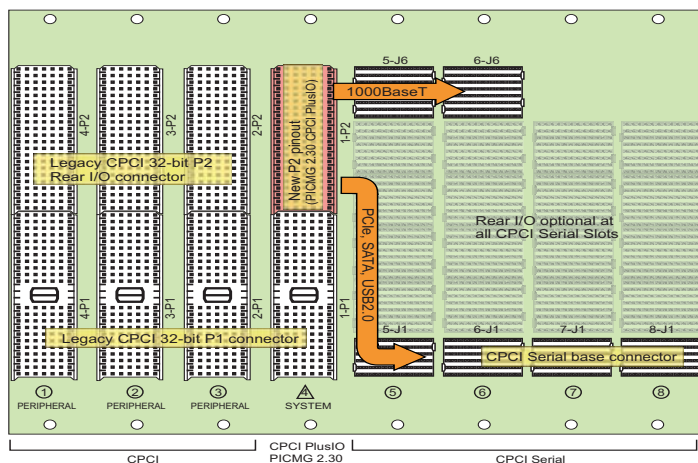 5-J6
6-J6
1000BaseT
4-P2
3-P2
2-P2
1-P2
New P2 pinout
(PICMG 2.30 CPCI PlusIO)
Legacy CPCI 32-bit P2
Rear I/O connector
PCIe, SATA, USB2.0
Rear I/O optional at
all CPCI Serial Slots
4-P1
3-P1
2-P1
1-P1
Legacy CPCI 32-bit P1 connector
5-J1
6-J1
7-J1
8-J1
CPCI Serial base connector
1
2
3
4
5
6
7
8
PERIPHERAL
PERIPHERAL
PERIPHERAL
SYSTEM
CPCI
CPCI PlusIO
PICMG 2.30
CPCI Serial